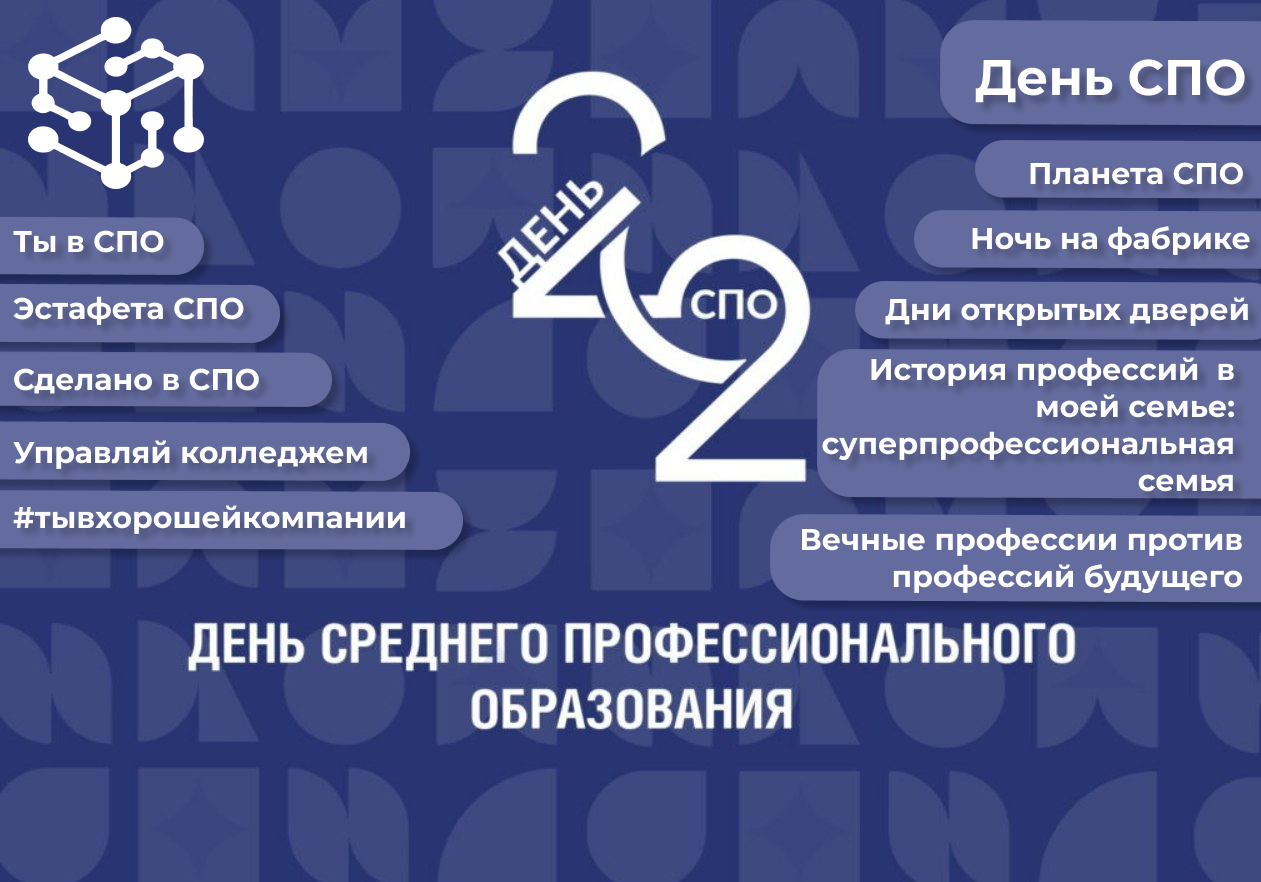 День СПО
Планета СПО
Ночь на фабрике
Дни открытых дверей
История профессий в
моей семье:
суперпрофессиональная
семья
Вечные профессии против
профессий будущего
Ты в СПО
Эстафета СПО
Сделано в СПО
Управляй колледжем
#тывхорошейкомпании
ДЕНЬ
2
СПО
2
ДЕНЬ СРЕДНЕГО ПРОФЕССИОНАЛЬНОГО
ОБРАЗОВАНИЯ